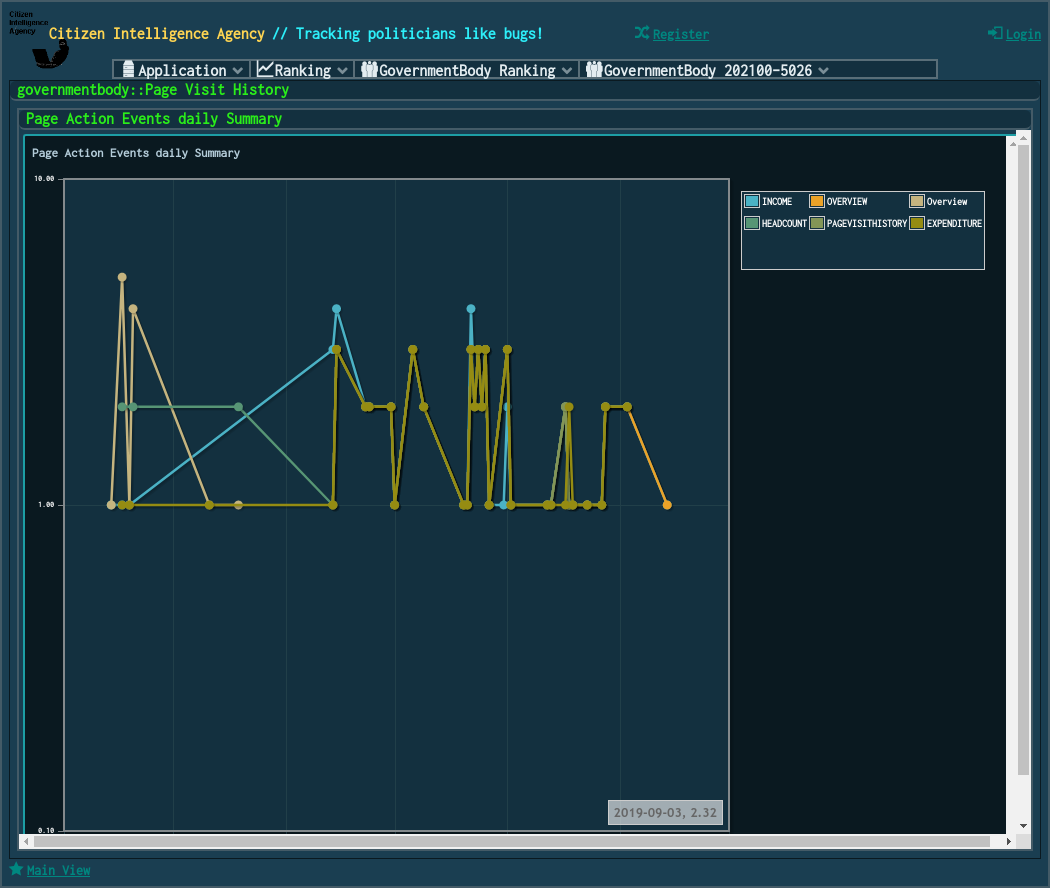 Citizen
Intelligence
Agency
Citizen Intelligence Agency // Tracking politicians like bugs!
Register
Login
Application
Ranking
GovernmentBody Ranking
GovernmentBody 202100-5026
governmentbody::Page Visit History
Page Action Events daily Summary
Page Action Events daily Summary
10.00
INCOME
OVERVIEW
Overview
HEADCOUNT
PAGEVISITHISTORY
EXPENDITURE
1.00
2019-09-03, 2.32
0.10
Main View